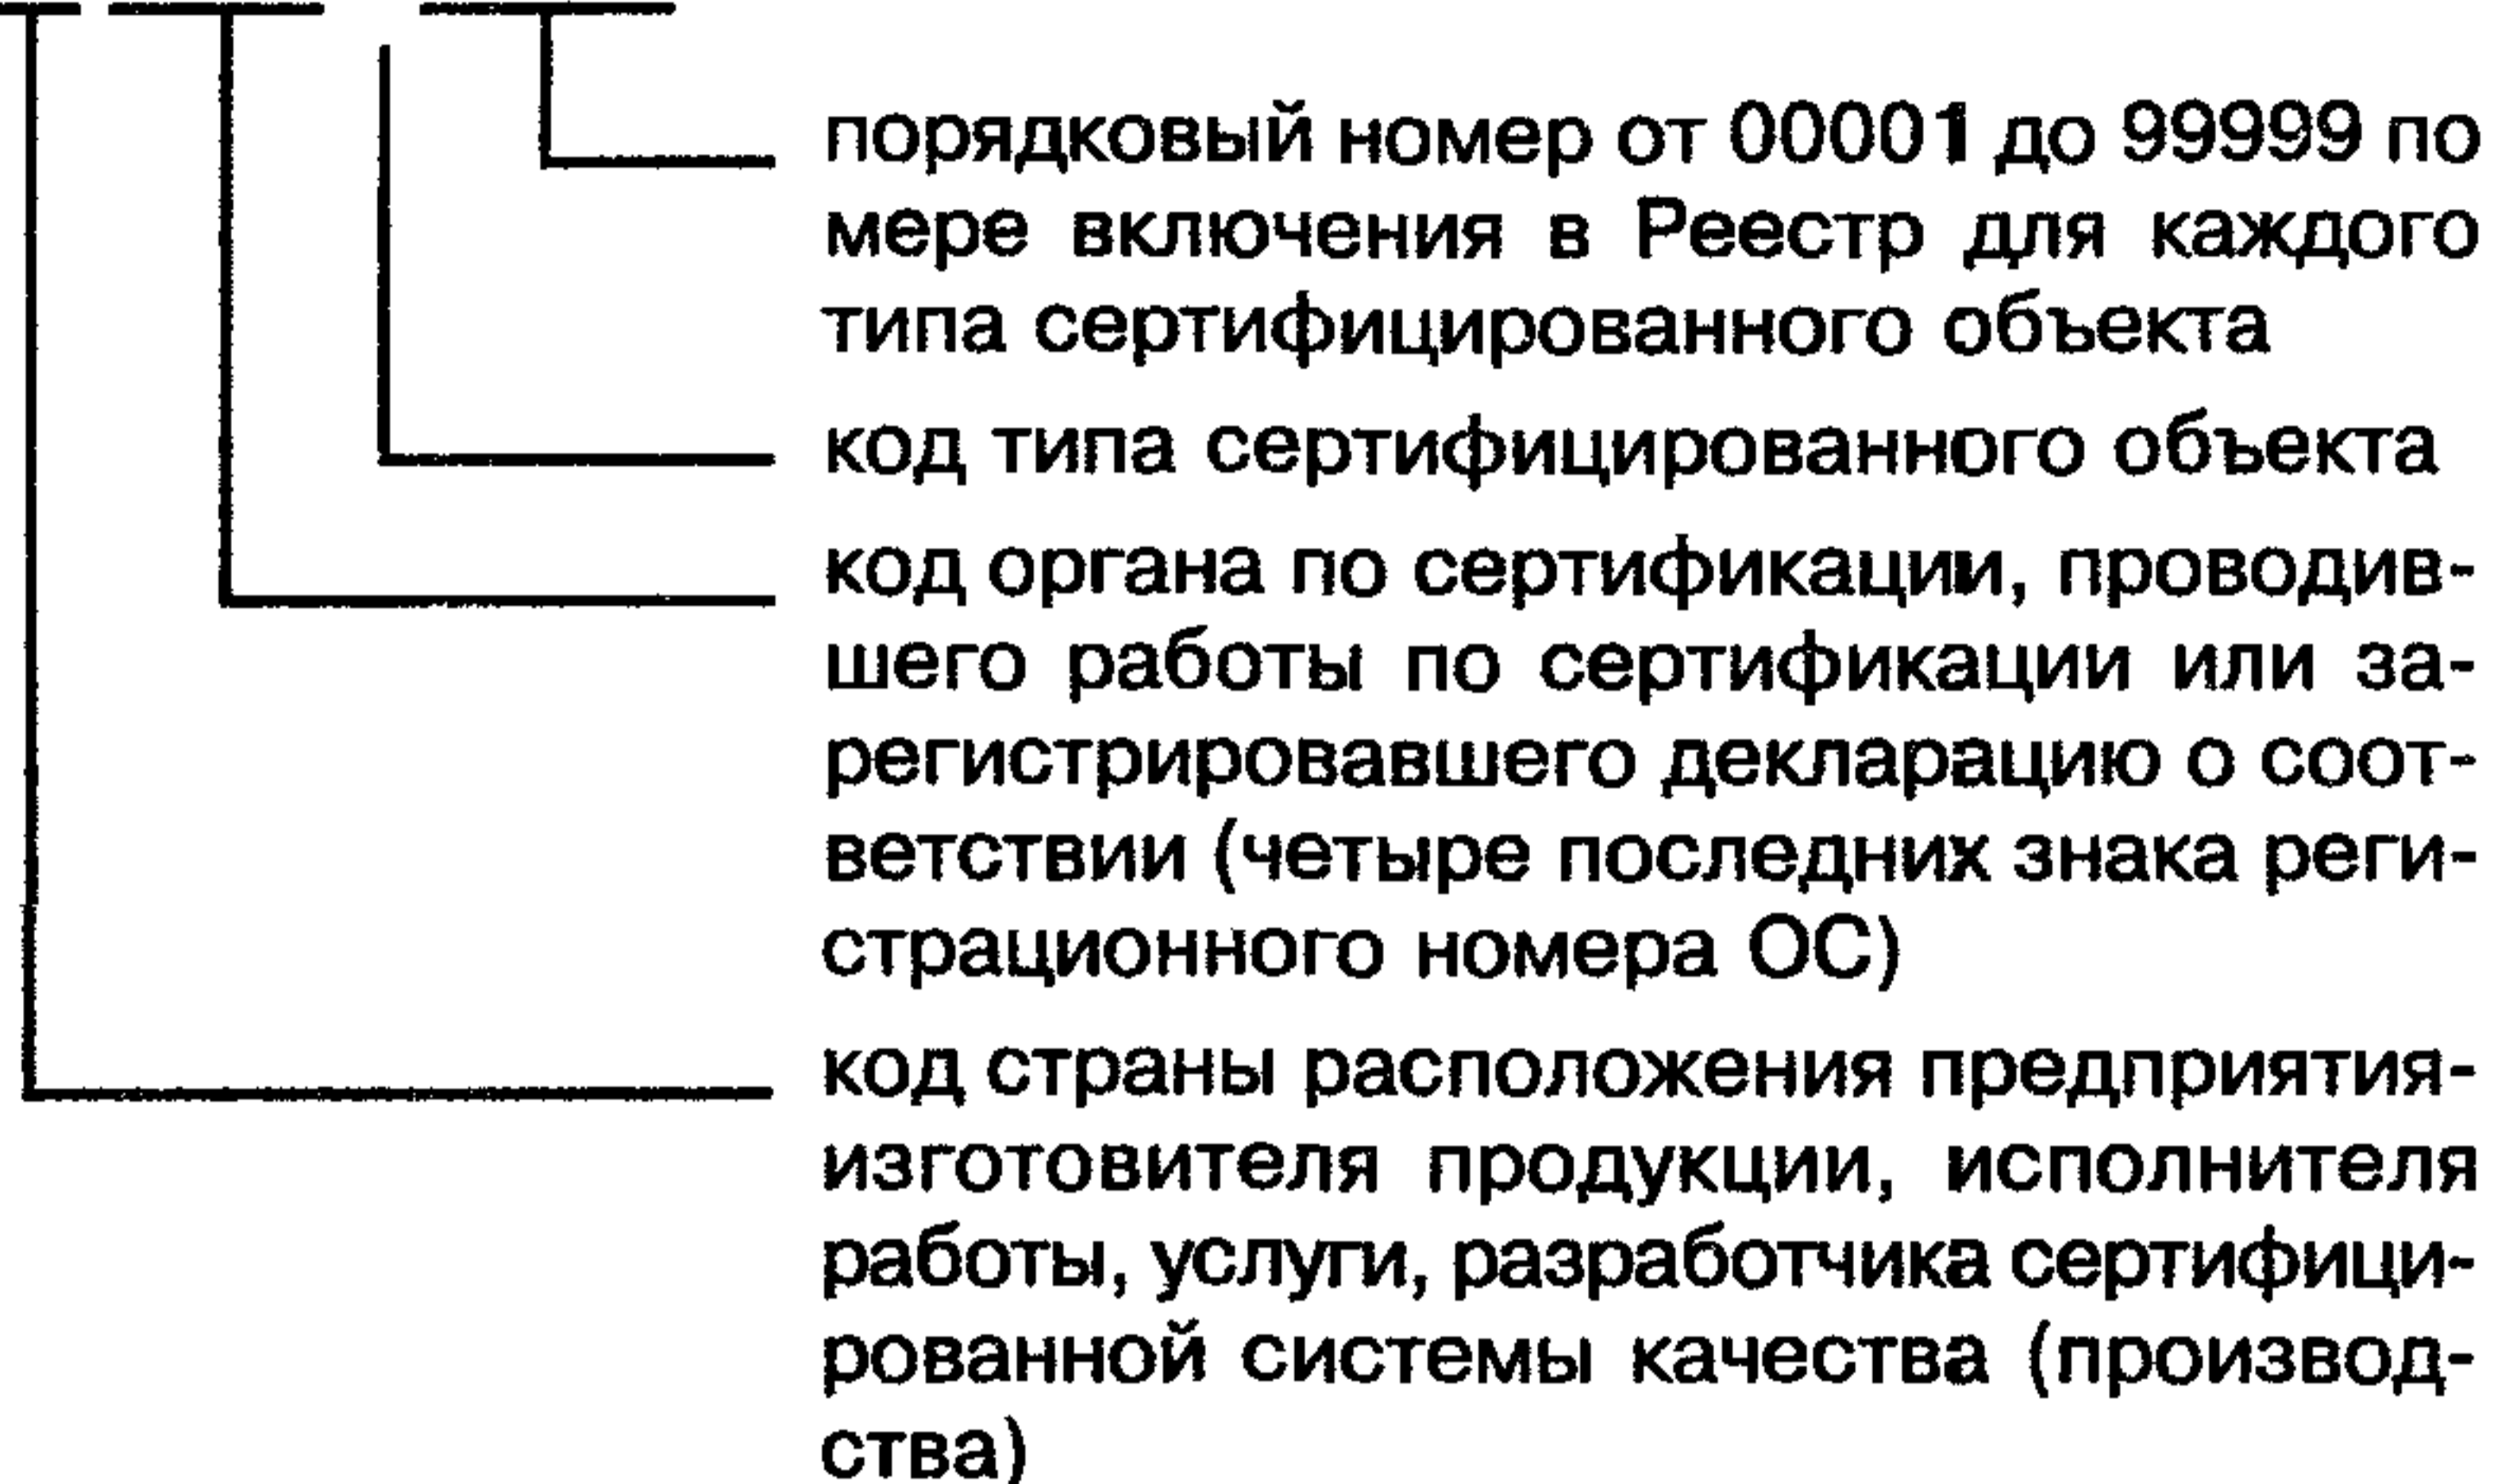 порядковый номер от 00001 до 99999 по
мере включения в Реестр для каждого
типа сертифицированного объекта
код типа сертифицированного объекта
код органа по сертификации, проводив-
шего работы по сертификации или за-
регистрировавшего декларацию о соот-
ветствии (четыре последних знака реги-
страционного номера ОС)
код страны расположения предприятия-
изготовителя продукции, исполнителя
работы, услуги, разработчика сертифици-
рованной системы качества (производ-
ства)